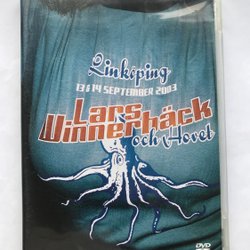 Linköping
13 & 14 SEPTEMBER 2003
Lars
Winnerbäck
och Hovet
DVD